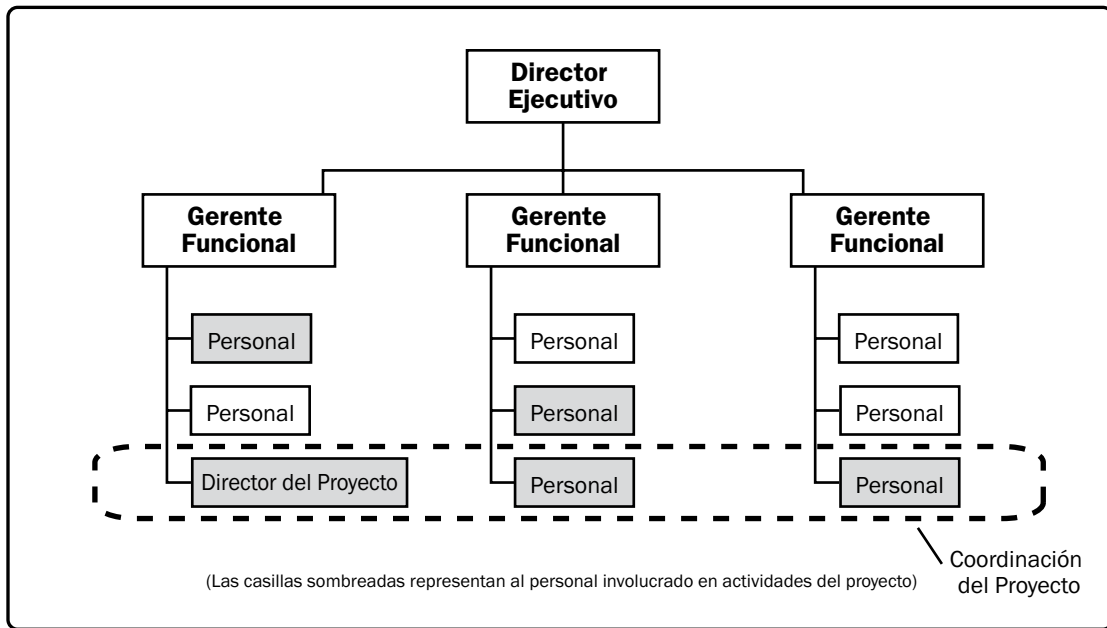 Director
Ejecutivo
Gerente
Funcional
Gerente
Funcional
Gerente
Funcional
Personal
Personal
Personal
Personal
Personal
Personal
Director del Proyecto
Personal
Personal
(Las casillas sombreadas representan al personal involucrado en actividades del proyecto)
Coordinación
del Proyecto